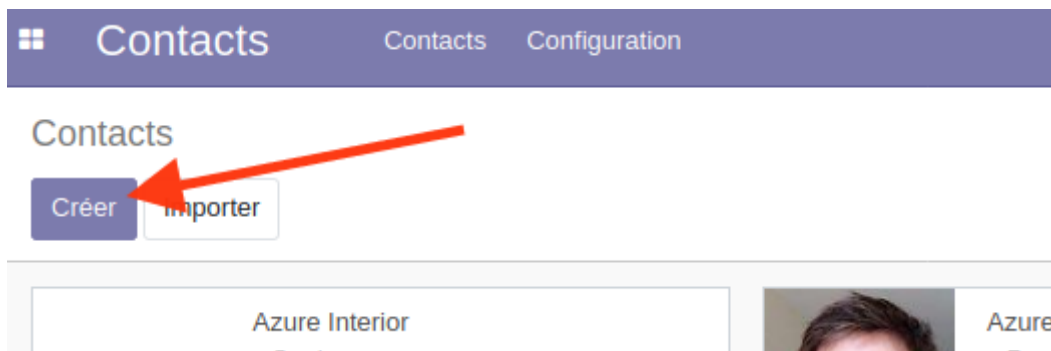 Contacts Contacts Configuration
Contacts
Créer Importer
Azure Interior Azure